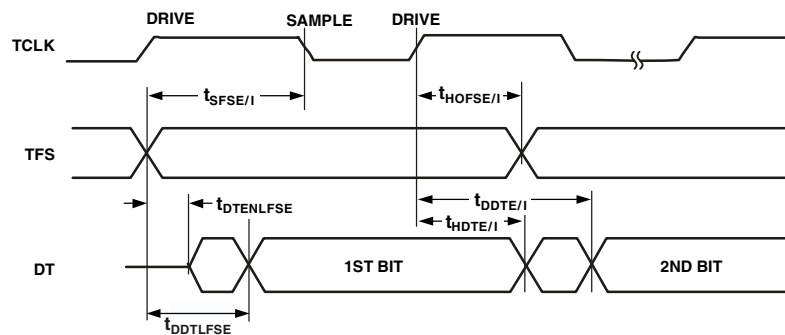 DRIVE SAMPLE DRIVE
TCLK
tSFSE/I tHOFSE/I
TFS
tDDTE/I
tDTENLFSE
tHDTE/I
DT 1ST BIT 2ND BIT
tDDTLFSE